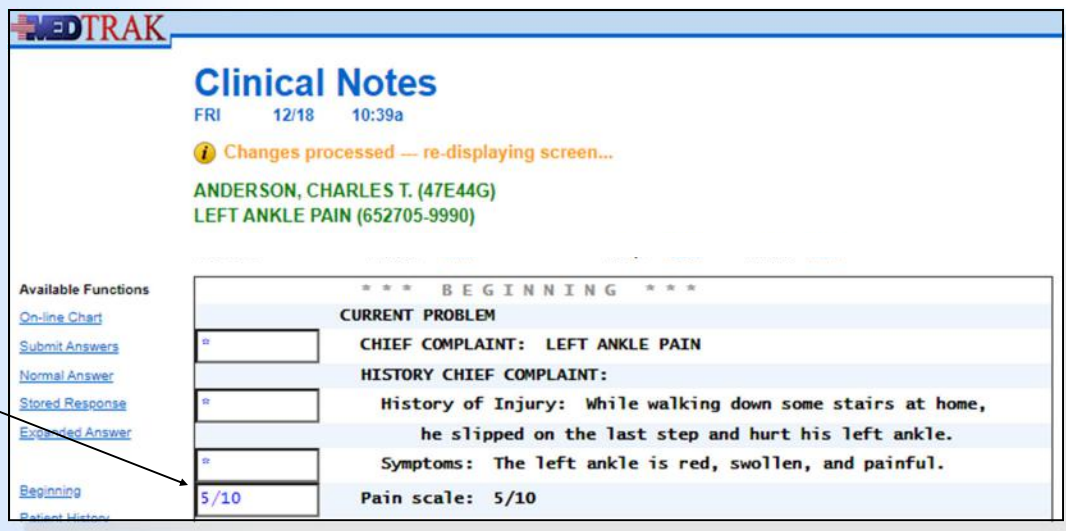 MEDTRAK
Clinical Notes
FRI 12/18 10:39a
i Changes processed — re-displaying screen...
ANDERSON, CHARLES T. (47E44G)
LEFT ANKLE PAIN (652705-9990)
Available Functions
On-line Chart
Submit Answers
Normal Answer
Stored Response
Expanded Answer
Beginning
Patient History
* * * BEGINNING * * *
CURRENT PROBLEM
* CHIEF COMPLAINT: LEFT ANKLE PAIN
HISTORY CHIEF COMPLAINT:
* History of Injury: While walking down some stairs at home,
he slipped on the last step and hurt his left ankle.
* Symptoms: The left ankle is red, swollen, and painful.
5/10 Pain scale: 5/10